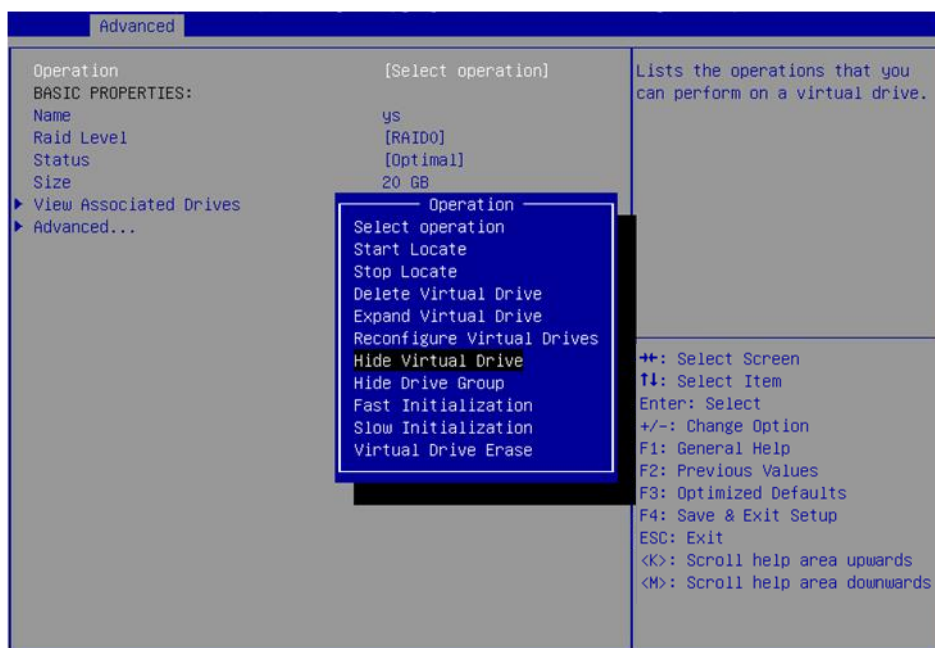 Advanced
Operation [Select operation]
BASIC PROPERTIES:
Name ys
Raid Level [RAID0]
Status [Optimal]
Size 20 GB
View Associated Drives
Advanced...
Operation
Select operation
Start Locate
Stop Locate
Delete Virtual Drive
Expand Virtual Drive
Reconfigure Virtual Drives
Hide Virtual Drive
Hide Drive Group
Fast Initialization
Slow Initialization
Virtual Drive Erase
Lists the operations that you
can perform on a virtual drive.
→←: Select Screen
↑↓: Select Item
Enter: Select
+/-: Change Option
F1: General Help
F2: Previous Values
F3: Optimized Defaults
F4: Save & Exit Setup
ESC: Exit
<K>: Scroll help area upwards
<M>: Scroll help area downwards